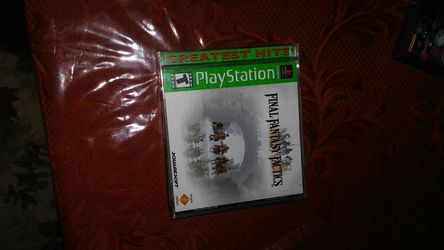 GREATEST HITS
PlayStation
FINAL FANTASY TACTICS
SQUARESOFT